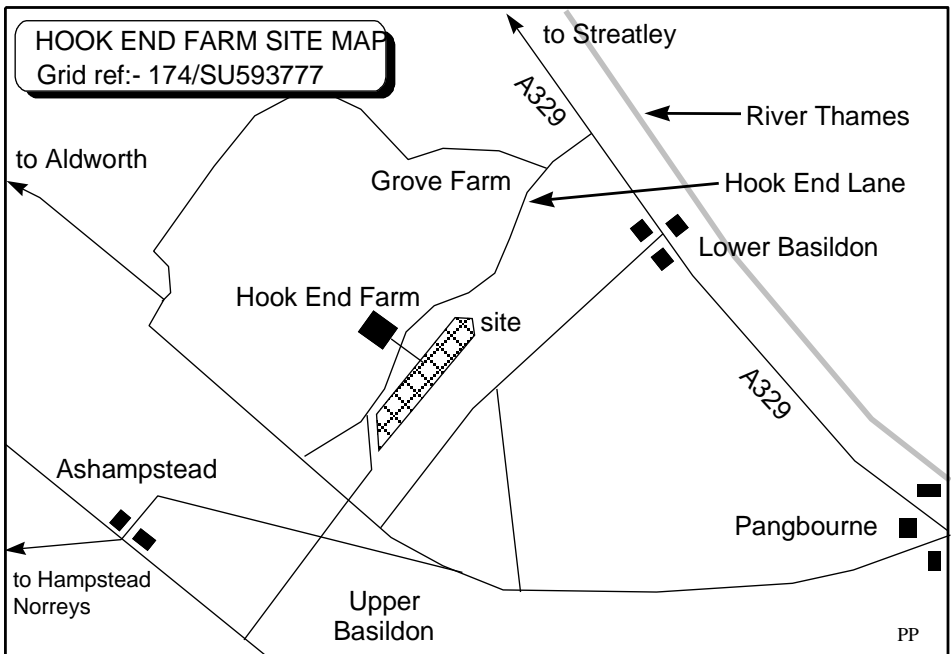 HOOK END FARM SITE MAP
Grid ref:- 174/SU593777
to Streatley
A329
River Thames
to Aldworth
Grove Farm
Hook End Lane
Lower Basildon
Hook End Farm
site
A329
Ashampstead
Pangbourne
to Hampstead
Norreys
Upper
Basildon
PP